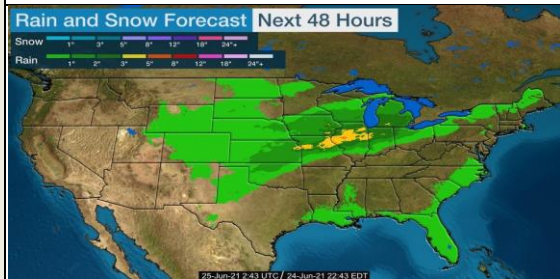 Rain and Snow Forecast Next 48 Hours
Snow 1" 3" 5" 8" 12" 18" 24"+
Rain 1" 2" 3" 5" 8" 12" 18" 24"+
25-Jun-21 2:43 UTC / 24-Jun-21 22:43 EDT